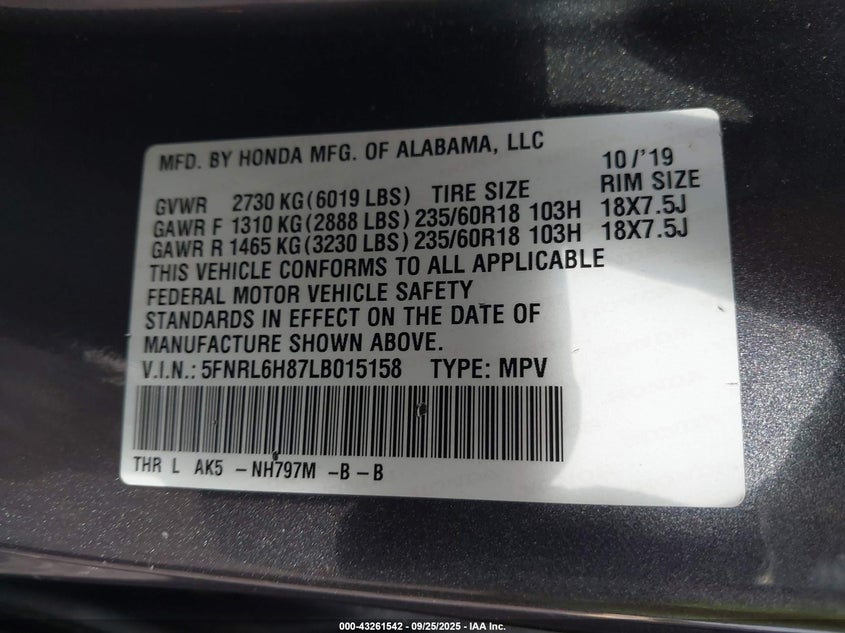 MFD. BY HONDA MFG. OF ALABAMA, LLC 10/'19
GVWR 2730 KG(6019 LBS) TIRE SIZE RIM SIZE
GAWR F 1310 KG(2888 LBS) 235/60R18 103H 18X7.5J
GAWR R 1465 KG(3230 LBS) 235/60R18 103H 18X7.5J
THIS VEHICLE CONFORMS TO ALL APPLICABLE
FEDERAL MOTOR VEHICLE SAFETY
STANDARDS IN EFFECT ON THE DATE OF
MANUFACTURE SHOWN ABOVE.
V.I.N.: 5FNRL6H87LB015158 TYPE: MPV
THR L AK5 -NH797M -B-B
000-43261542 - 09/25/2025 - IAA Inc.